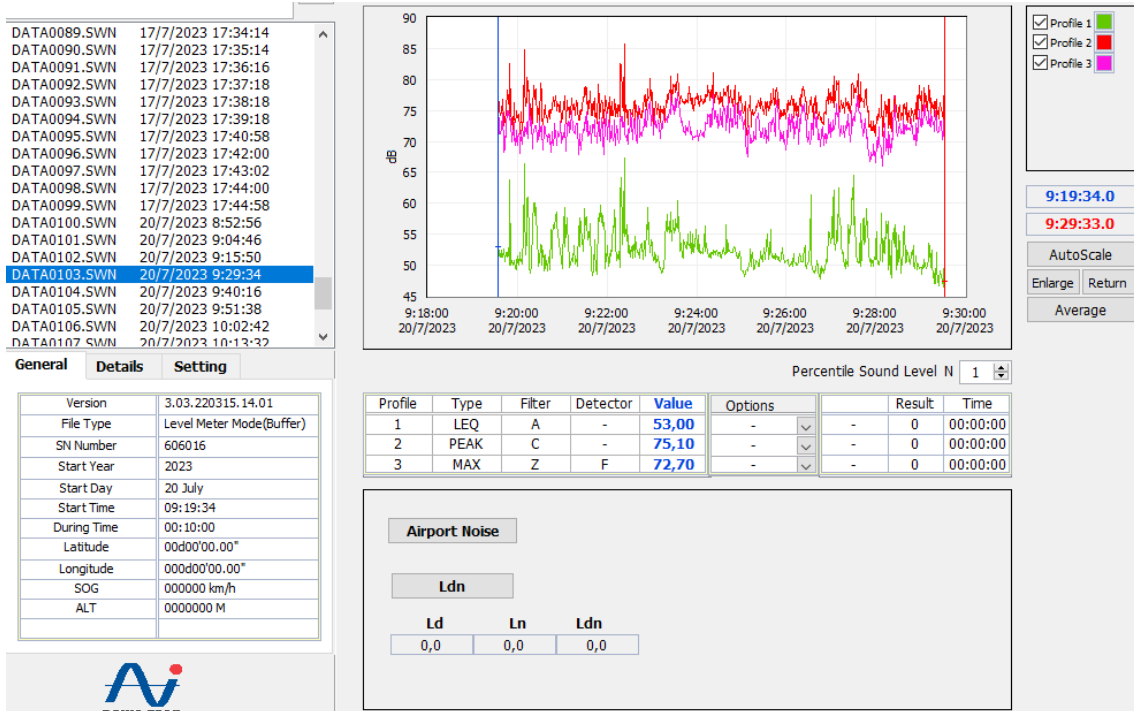 DATA0089.SWN 17/7/2023 17:34:14
DATA0090.SWN 17/7/2023 17:35:14
DATA0091.SWN 17/7/2023 17:36:16
DATA0092.SWN 17/7/2023 17:37:18
DATA0093.SWN 17/7/2023 17:38:18
DATA0094.SWN 17/7/2023 17:39:18
DATA0095.SWN 17/7/2023 17:40:58
DATA0096.SWN 17/7/2023 17:42:00
DATA0097.SWN 17/7/2023 17:43:02
DATA0098.SWN 17/7/2023 17:44:00
DATA0099.SWN 17/7/2023 17:44:58
DATA0100.SWN 20/7/2023 8:52:56
DATA0101.SWN 20/7/2023 9:04:46
DATA0102.SWN 20/7/2023 9:15:50
DATA0103.SWN 20/7/2023 9:29:34
DATA0104.SWN 20/7/2023 9:40:16
DATA0105.SWN 20/7/2023 9:51:38
DATA0106.SWN 20/7/2023 10:02:42
DATA0107.SWN 20/7/2023 10:13:32
General Details Setting
Version 3.03.220315.14.01
File Type Level Meter Mode(Buffer)
SN Number 606016
Start Year 2023
Start Day 20 July
Start Time 09:19:34
During Time 00:10:00
Latitude 00d00'00.00"
Longitude 000d00'00.00"
SOG 000000 km/h
ALT 0000000 M
90
85
80
75
70
65
60
55
50
45
dB
9:18:00 9:20:00 9:22:00 9:24:00 9:26:00 9:28:00 9:30:00
20/7/2023 20/7/2023 20/7/2023 20/7/2023 20/7/2023 20/7/2023 20/7/2023
Profile 1
Profile 2
Profile 3
9:19:34.0
9:29:33.0
AutoScale
Enlarge Return
Average
Percentile Sound Level N 1
Profile Type Filter Detector Value Options Result Time
1 LEQ A - 53,00 - - 0 00:00:00
2 PEAK C - 75,10 - - 0 00:00:00
3 MAX Z F 72,70 - - 0 00:00:00
Airport Noise
Ldn
Ld Ln Ldn
0,0 0,0 0,0